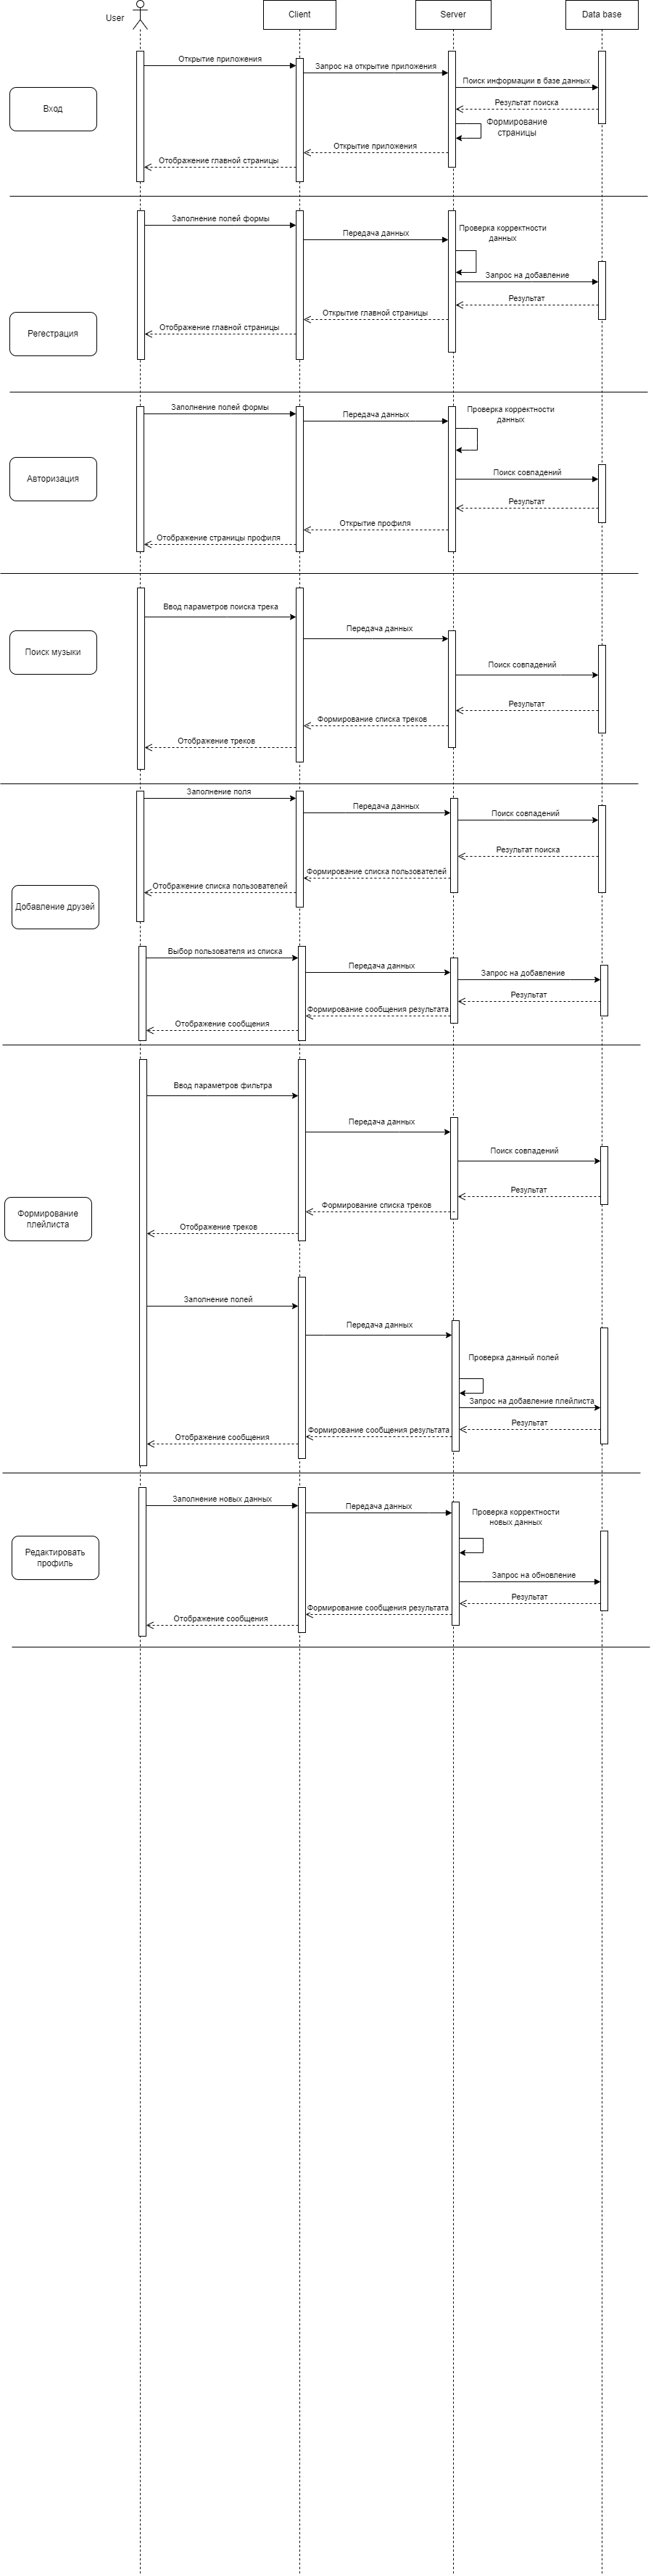 User
Client
Server
Data base
Открытие приложения
Запрос на открытие приложения
Поиск информации в базе данных
Вход
Результат поиска
Формирование
страницы
Открытие приложения
Отображение главной страницы
Заполнение полей формы
Передача данных
Проверка корректности
данных
Запрос на добавление
Результат
Открытие главной страницы
Отображение главной страницы
Регестрация
Заполнение полей формы
Передача данных
Проверка корректности
данных
Поиск совпадений
Авторизация
Результат
Открытие профиля
Отображение страницы профиля
Ввод параметров поиска трека
Передача данных
Поиск музыки
Поиск совпадений
Результат
Формирование списка треков
Отображение треков
Заполнение поля
Передача данных
Поиск совпадений
Результат поиска
Формирование списка пользователей
Отображение списка пользователей
Добавление друзей
Выбор пользователя из списка
Передача данных
Запрос на добавление
Результат
Формирование сообщения результата
Отображение сообщения
Ввод параметров фильтра
Передача данных
Поиск совпадений
Результат
Формирование списка треков
Формирование
плейлиста
Отображение треков
Заполнение полей
Передача данных
Проверка данный полей
Запрос на добавление плейлиста
Результат
Формирование сообщения результата
Отображение сообщения
Заполнение новых данных
Передача данных
Проверка корректности
новых данных
Редактировать
профиль
Запрос на обновление
Результат
Формирование сообщения результата
Отображение сообщения